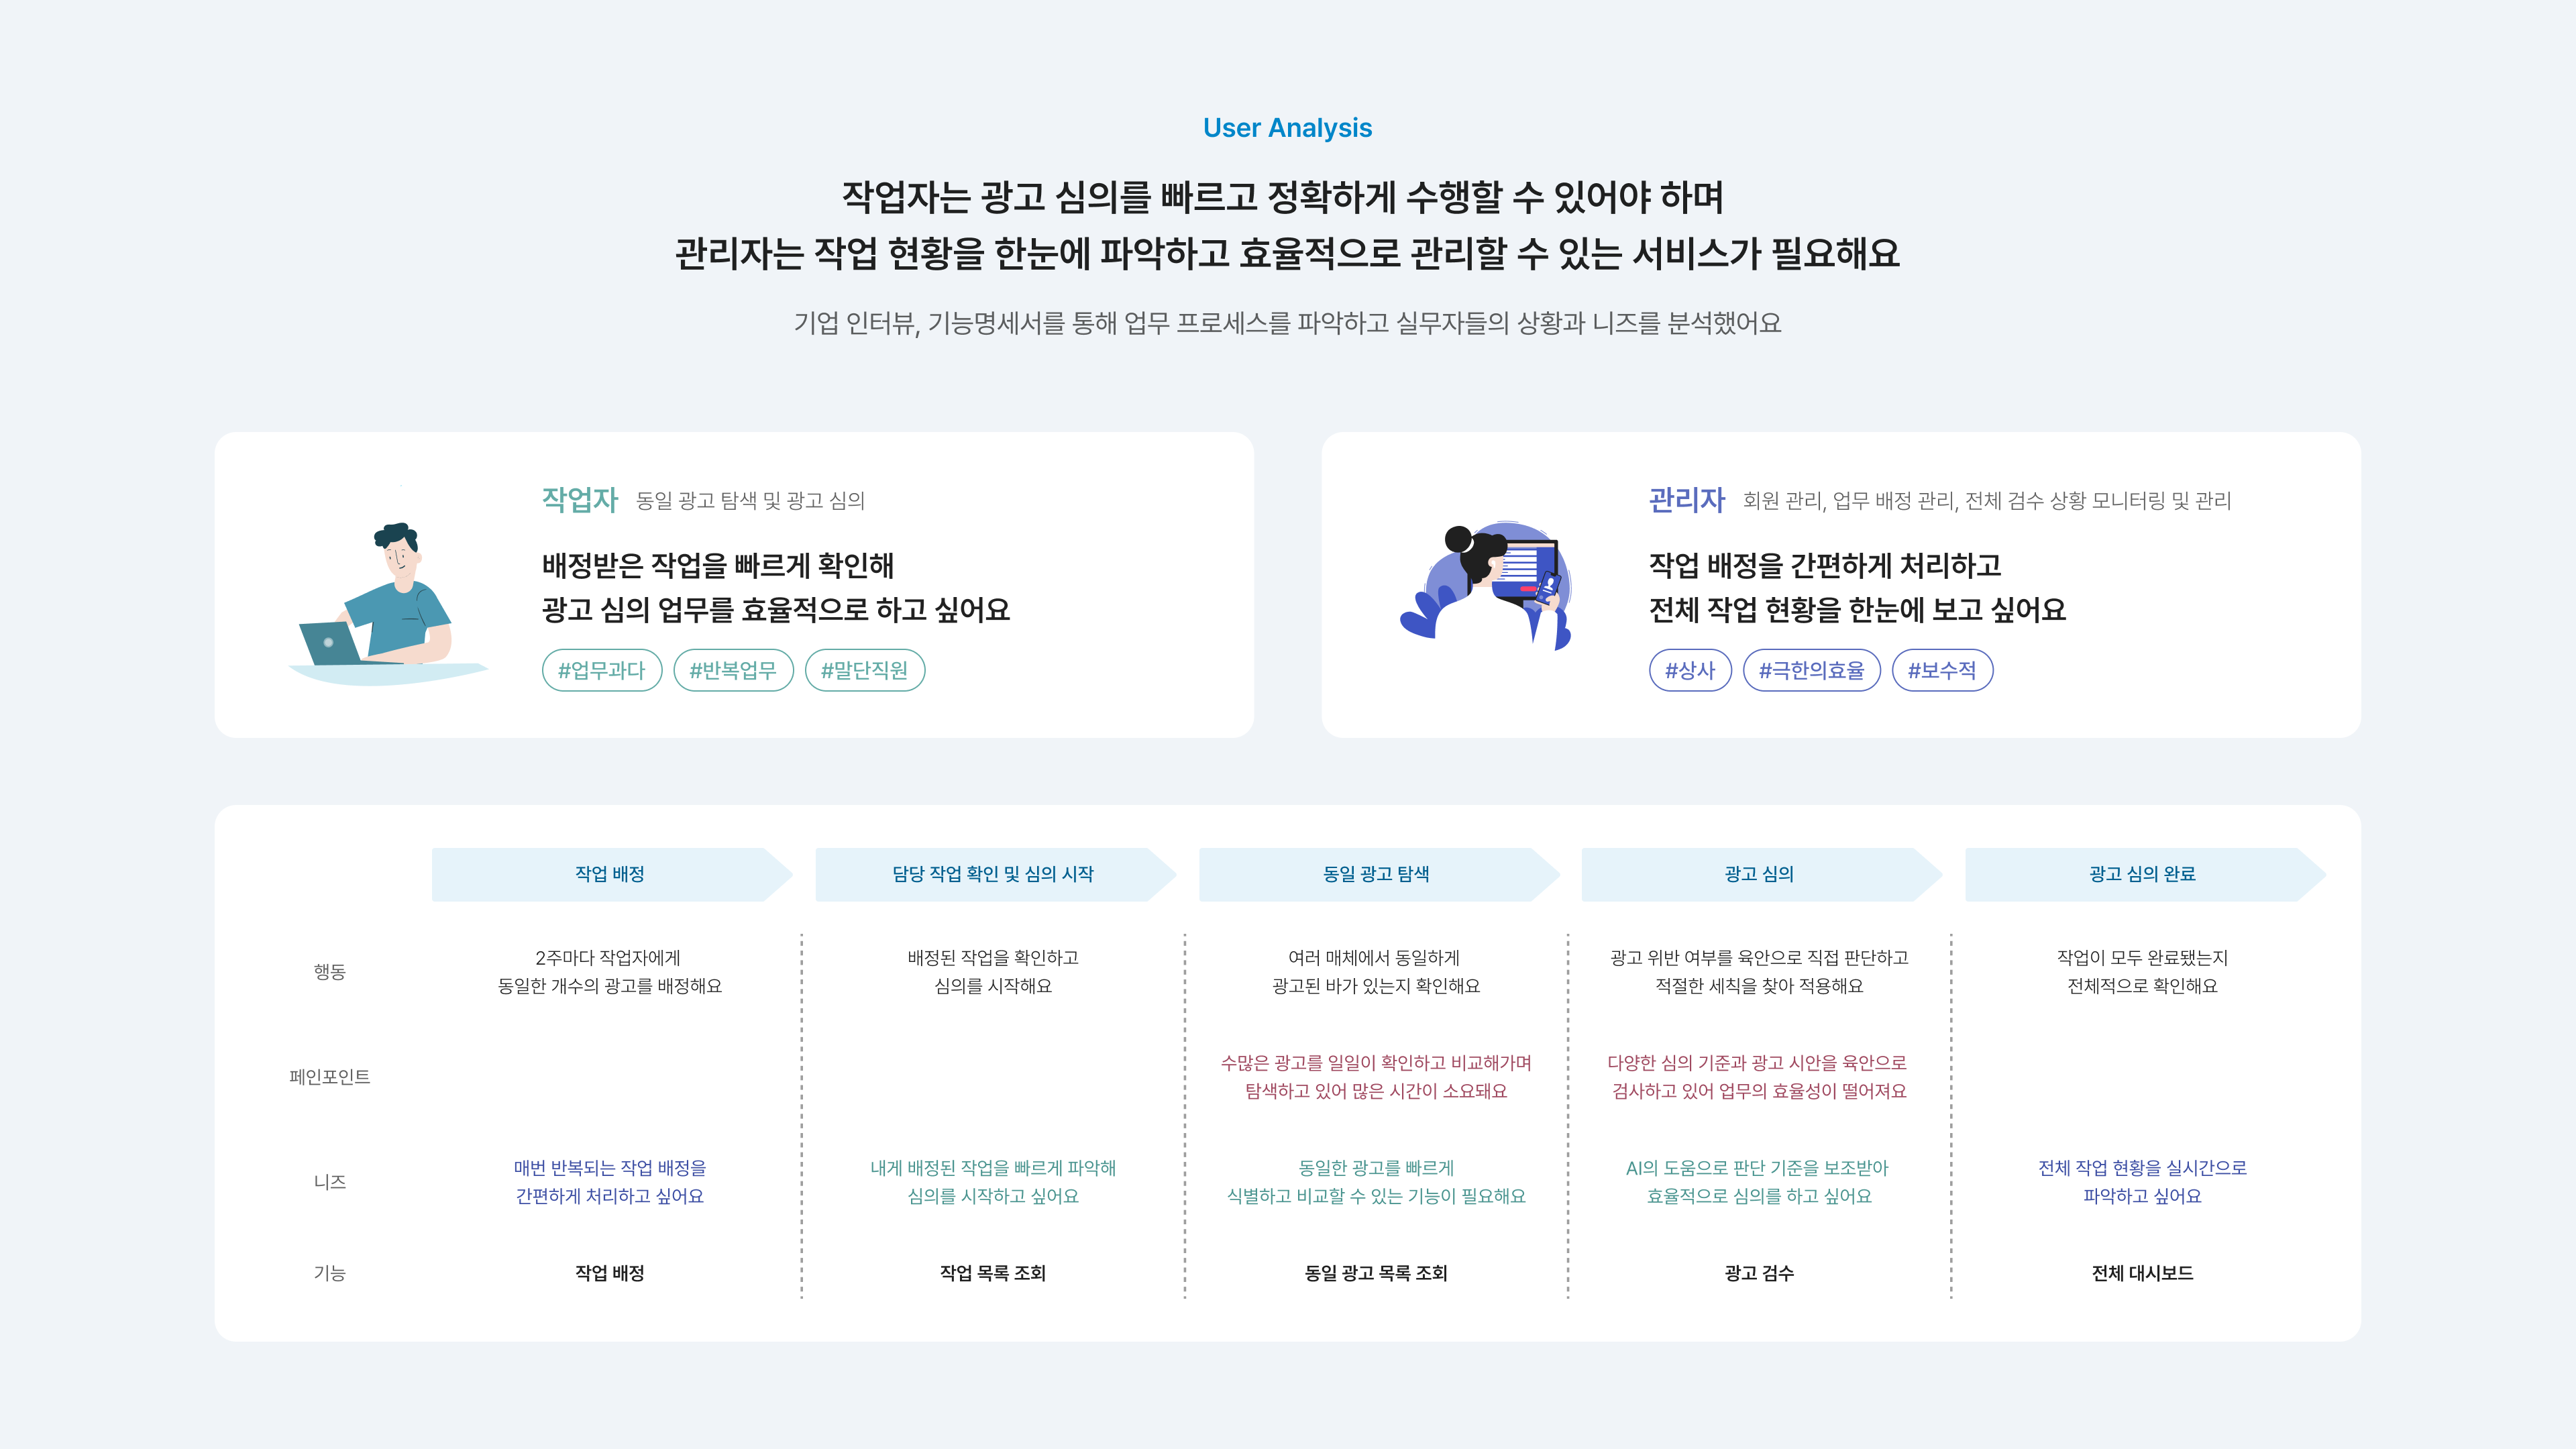 User Analysis
작업자는 광고 심의를 빠르고 정확하게 수행할 수 있어야 하며
관리자는 작업 현황을 한눈에 파악하고 효율적으로 관리할 수 있는 서비스가 필요해요
기업 인터뷰, 기능명세서를 통해 업무 프로세스를 파악하고 실무자들의 상황과 니즈를 분석했어요
작업자 동일 광고 탐색 및 광고 심의
배정받은 작업을 빠르게 확인해
광고 심의 업무를 효율적으로 하고 싶어요
#업무과다 #반복업무 #말단직원
관리자 회원 관리, 업무 배정 관리, 전체 검수 상황 모니터링 및 관리
작업 배정을 간편하게 처리하고
전체 작업 현황을 한눈에 보고 싶어요
#상사 #극한의효율 #보수적
작업 배정
담당 작업 확인 및 심의 시작
동일 광고 탐색
광고 심의
광고 심의 완료
행동
2주마다 작업자에게
동일한 개수의 광고를 배정해요
배정된 작업을 확인하고
심의를 시작해요
여러 매체에서 동일하게
광고된 바가 있는지 확인해요
광고 위반 여부를 육안으로 직접 판단하고
적절한 세칙을 찾아 적용해요
작업이 모두 완료됐는지
전체적으로 확인해요
페인포인트
수많은 광고를 일일이 확인하고 비교해가며
탐색하고 있어 많은 시간이 소요돼요
다양한 심의 기준과 광고 시안을 육안으로
검사하고 있어 업무의 효율성이 떨어져요
니즈
매번 반복되는 작업 배정을
간편하게 처리하고 싶어요
내게 배정된 작업을 빠르게 파악해
심의를 시작하고 싶어요
동일한 광고를 빠르게
식별하고 비교할 수 있는 기능이 필요해요
AI의 도움으로 판단 기준을 보조받아
효율적으로 심의를 하고 싶어요
전체 작업 현황을 실시간으로
파악하고 싶어요
기능
작업 배정
작업 목록 조회
동일 광고 목록 조회
광고 검수
전체 대시보드